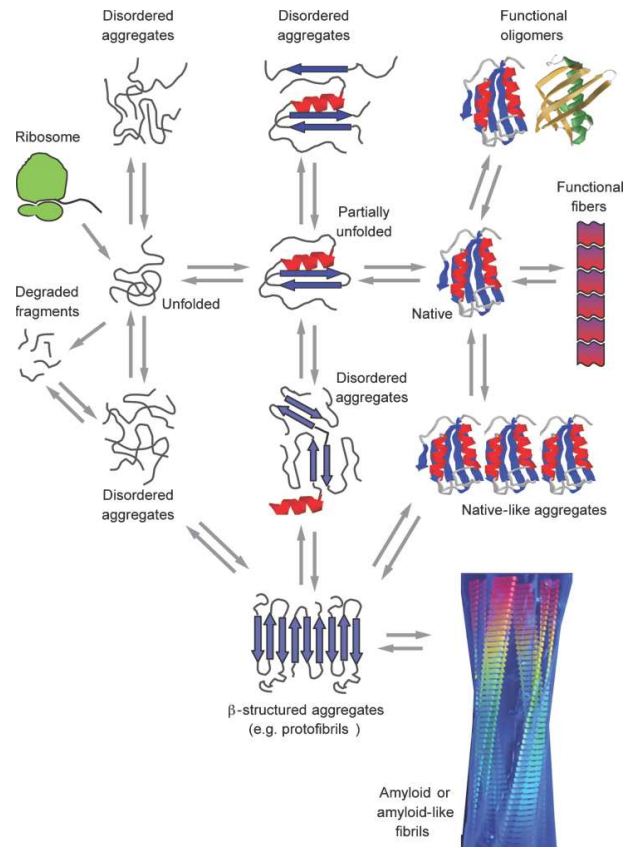 Disordered
aggregates
Disordered
aggregates
Functional
oligomers
Ribosome
Functional
fibers
Partially
unfolded
Degraded
fragments
Unfolded
Native
Disordered
aggregates
Disordered
aggregates
Native-like aggregates
β-structured aggregates
(e.g. protofibrils )
Amyloid or
amyloid-like
fibrils